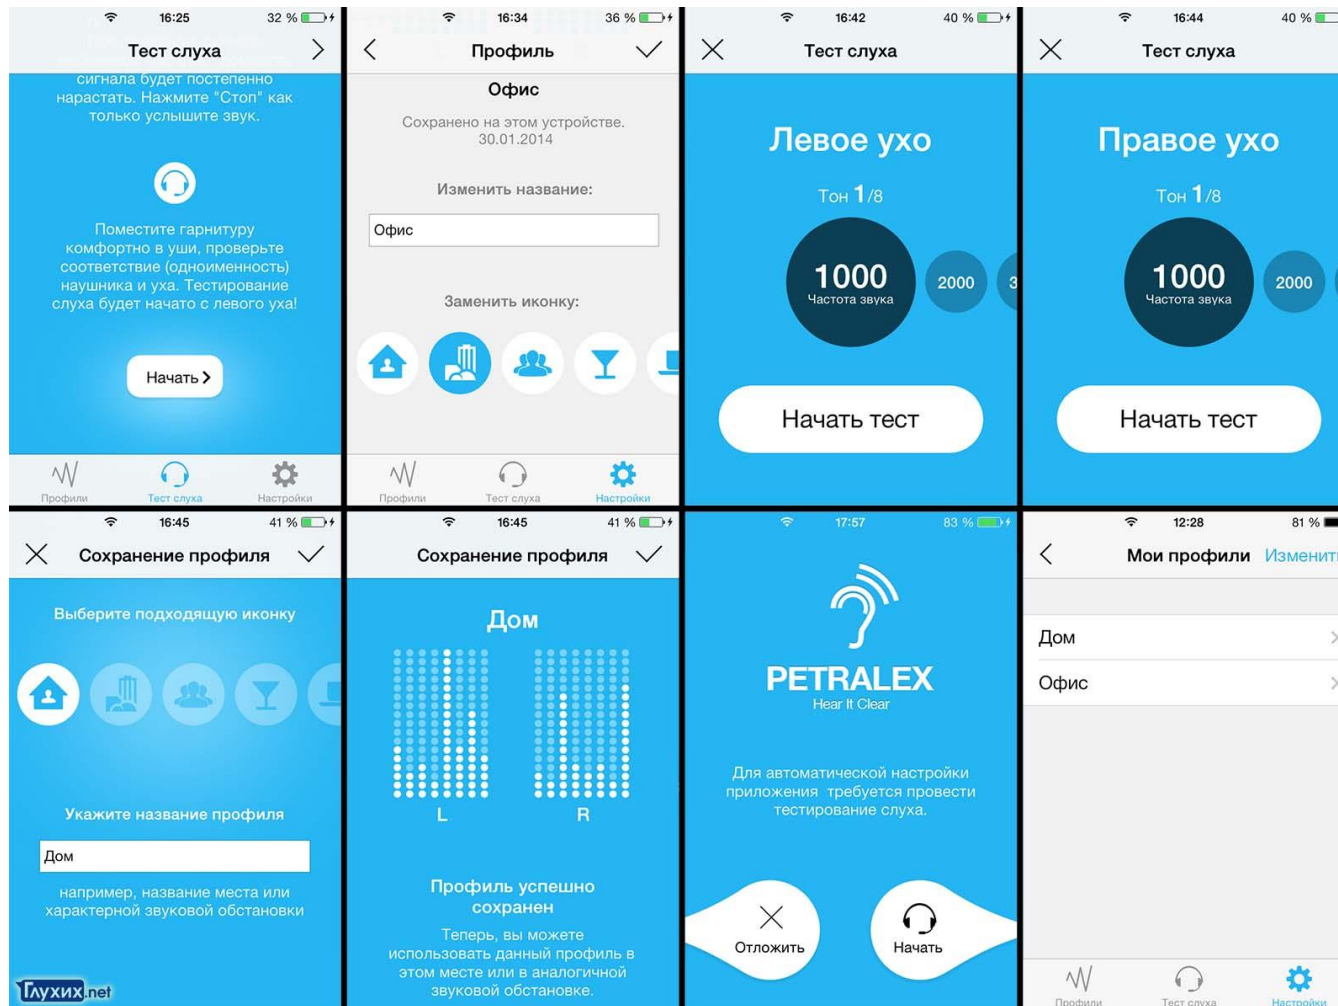 16:25
32 %
Тест слуха
сигнала будет постепенно
нарастать. Нажмите "Стоп" как
только услышите звук.
Поместите гарнитуру
комфортно в уши, проверьте
соответствие (одноименность)
наушника и уха. Тестирование
слуха будет начато с левого уха!
Начать
Профили
Тест слуха
Настройки
16:34
36 %
Профиль
Офис
Сохранено на этом устройстве.
30.01.2014
Изменить название:
Офис
Заменить иконку:
Профили
Тест слуха
Настройки
16:42
40 %
Тест слуха
Левое ухо
Тон 1/8
1000
Частота звука
2000
3
Начать тест
16:44
40 %
Тест слуха
Правое ухо
Тон 1/8
1000
Частота звука
2000
Начать тест
16:45
41 %
Сохранение профиля
Выберите подходящую иконку
Укажите название профиля
Дом
например, название места или
характерной звуковой обстановки
Глухих.net
16:45
41 %
Сохранение профиля
Дом
L
R
Профиль успешно
сохранен
Теперь, вы можете
использовать данный профиль в
этом месте или в аналогичной
звуковой обстановке.
17:57
83 %
PETRALEX
Hear It Clear
Для автоматической настройки
приложения требуется провести
тестирование слуха.
Отложить
Начать
12:28
81 %
Мои профили
Изменить
Дом
Офис
Профили
Тест слуха
Настройки